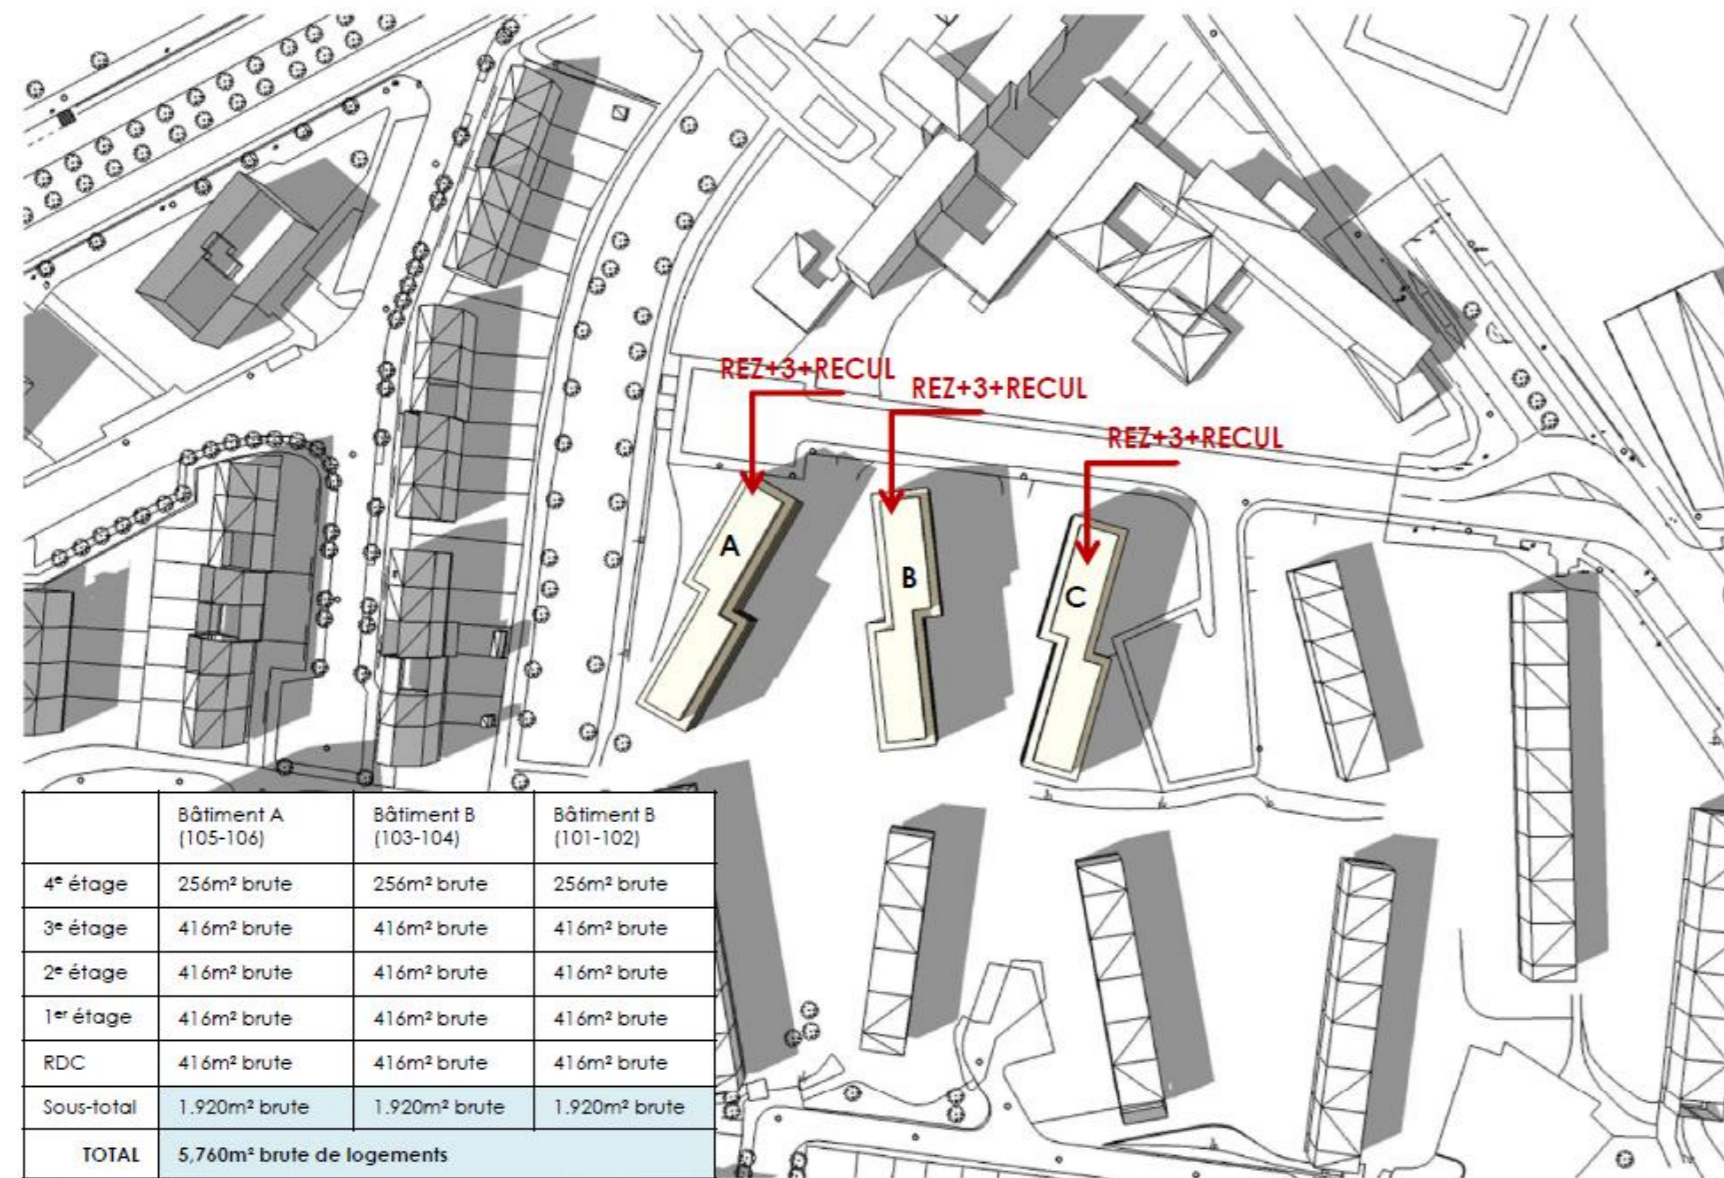 REZ+3+RECUL
REZ+3+RECUL
REZ+3+RECUL
A
B
C
Bâtiment A Bâtiment B Bâtiment B
(105-106) (103-104) (101-102)
4e étage 256m² brute 256m² brute 256m² brute
3e étage 416m² brute 416m² brute 416m² brute
2e étage 416m² brute 416m² brute 416m² brute
1er étage 416m² brute 416m² brute 416m² brute
RDC 416m² brute 416m² brute 416m² brute
Sous-total 1.920m² brute 1.920m² brute 1.920m² brute
TOTAL 5,760m² brute de logements